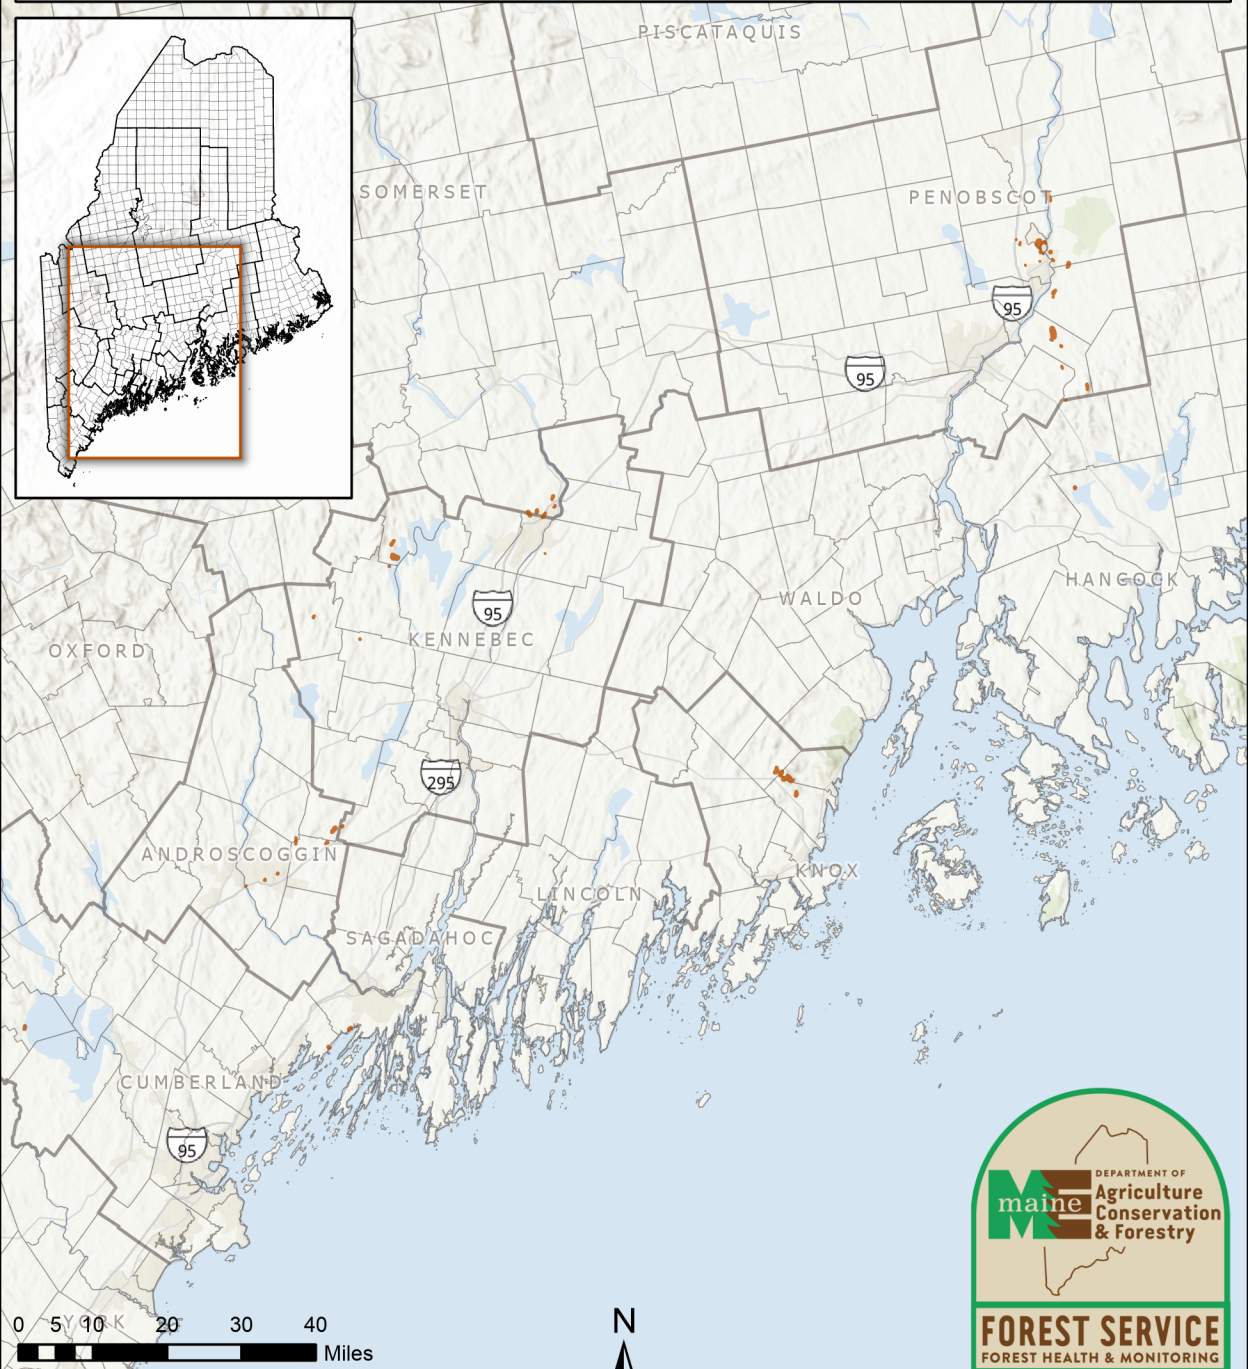 PISCATAQUIS
SOMERSET
PENOBSCOT
95
95
HANCOCK
WALDO
95
KENNEBEC
OXFORD
295
ANDROSCOGGIN
KNOX
LINCOLN
SAGADAHOC
CUMBERLAND
95
YORK
0 5 10 20 30 40
Miles
N
maine
DEPARTMENT OF
Agriculture
Conservation
& Forestry
FOREST SERVICE
FOREST HEALTH & MONITORING